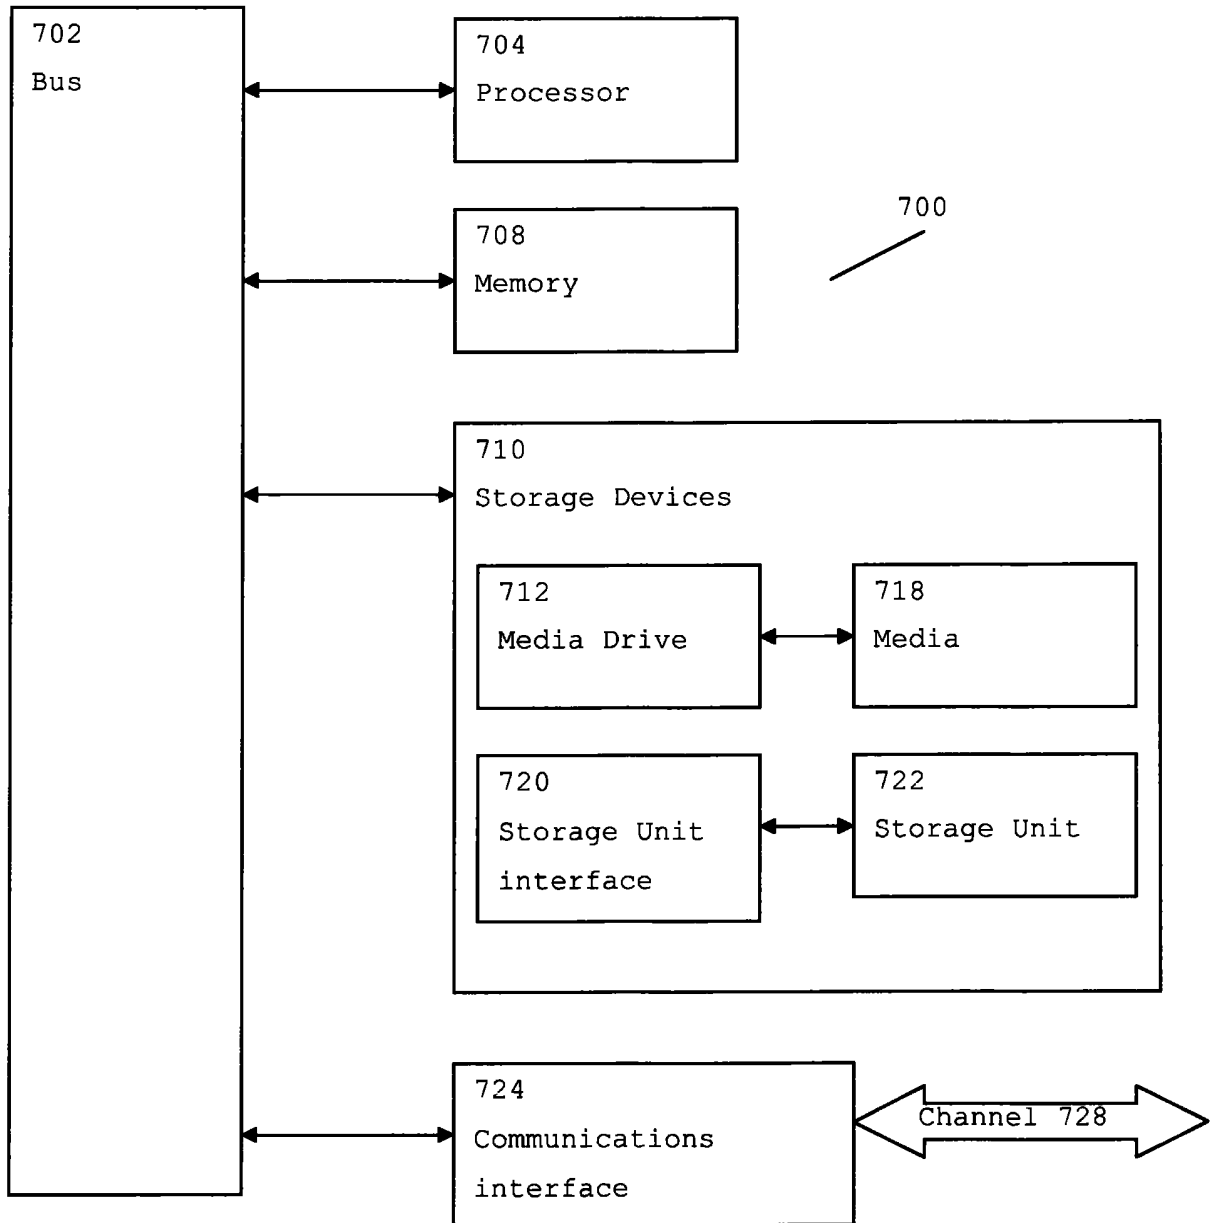 702
Bus
704
Processor
708
Memory
700
710
Storage Devices
712
Media Drive
718
Media
720
Storage Unit
interface
722
Storage Unit
724
Communications
interface
Channel 728